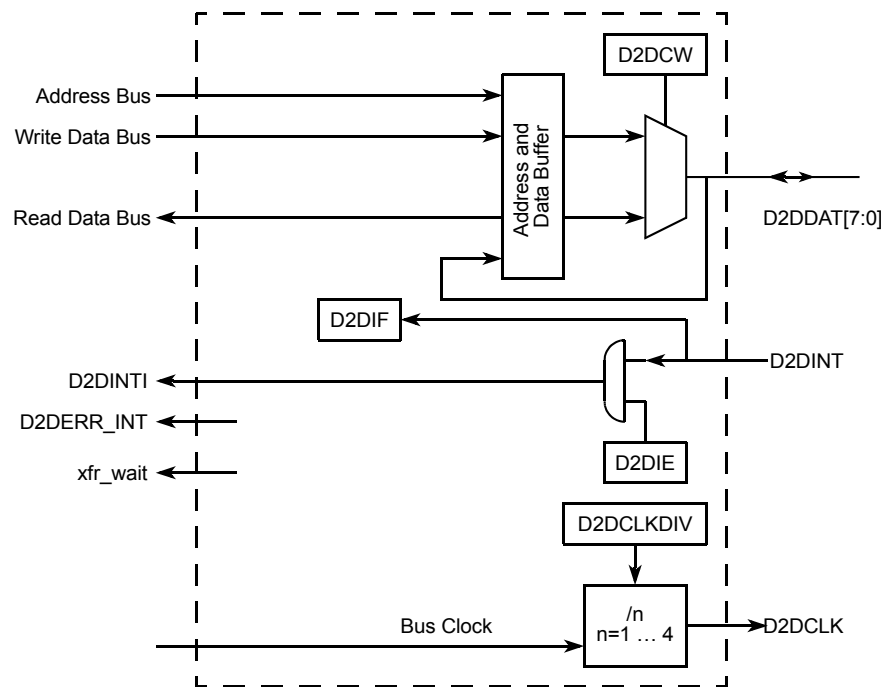 D2DCW
Address Bus
Write Data Bus
Address and
Data Buffer
Read Data Bus
D2DDAT[7:0]
D2DIF
D2DINT
D2DINTI
D2DERR_INT
D2DIE
xfr_wait
D2DCLKDIV
/n
n=1 … 4
Bus Clock
D2DCLK